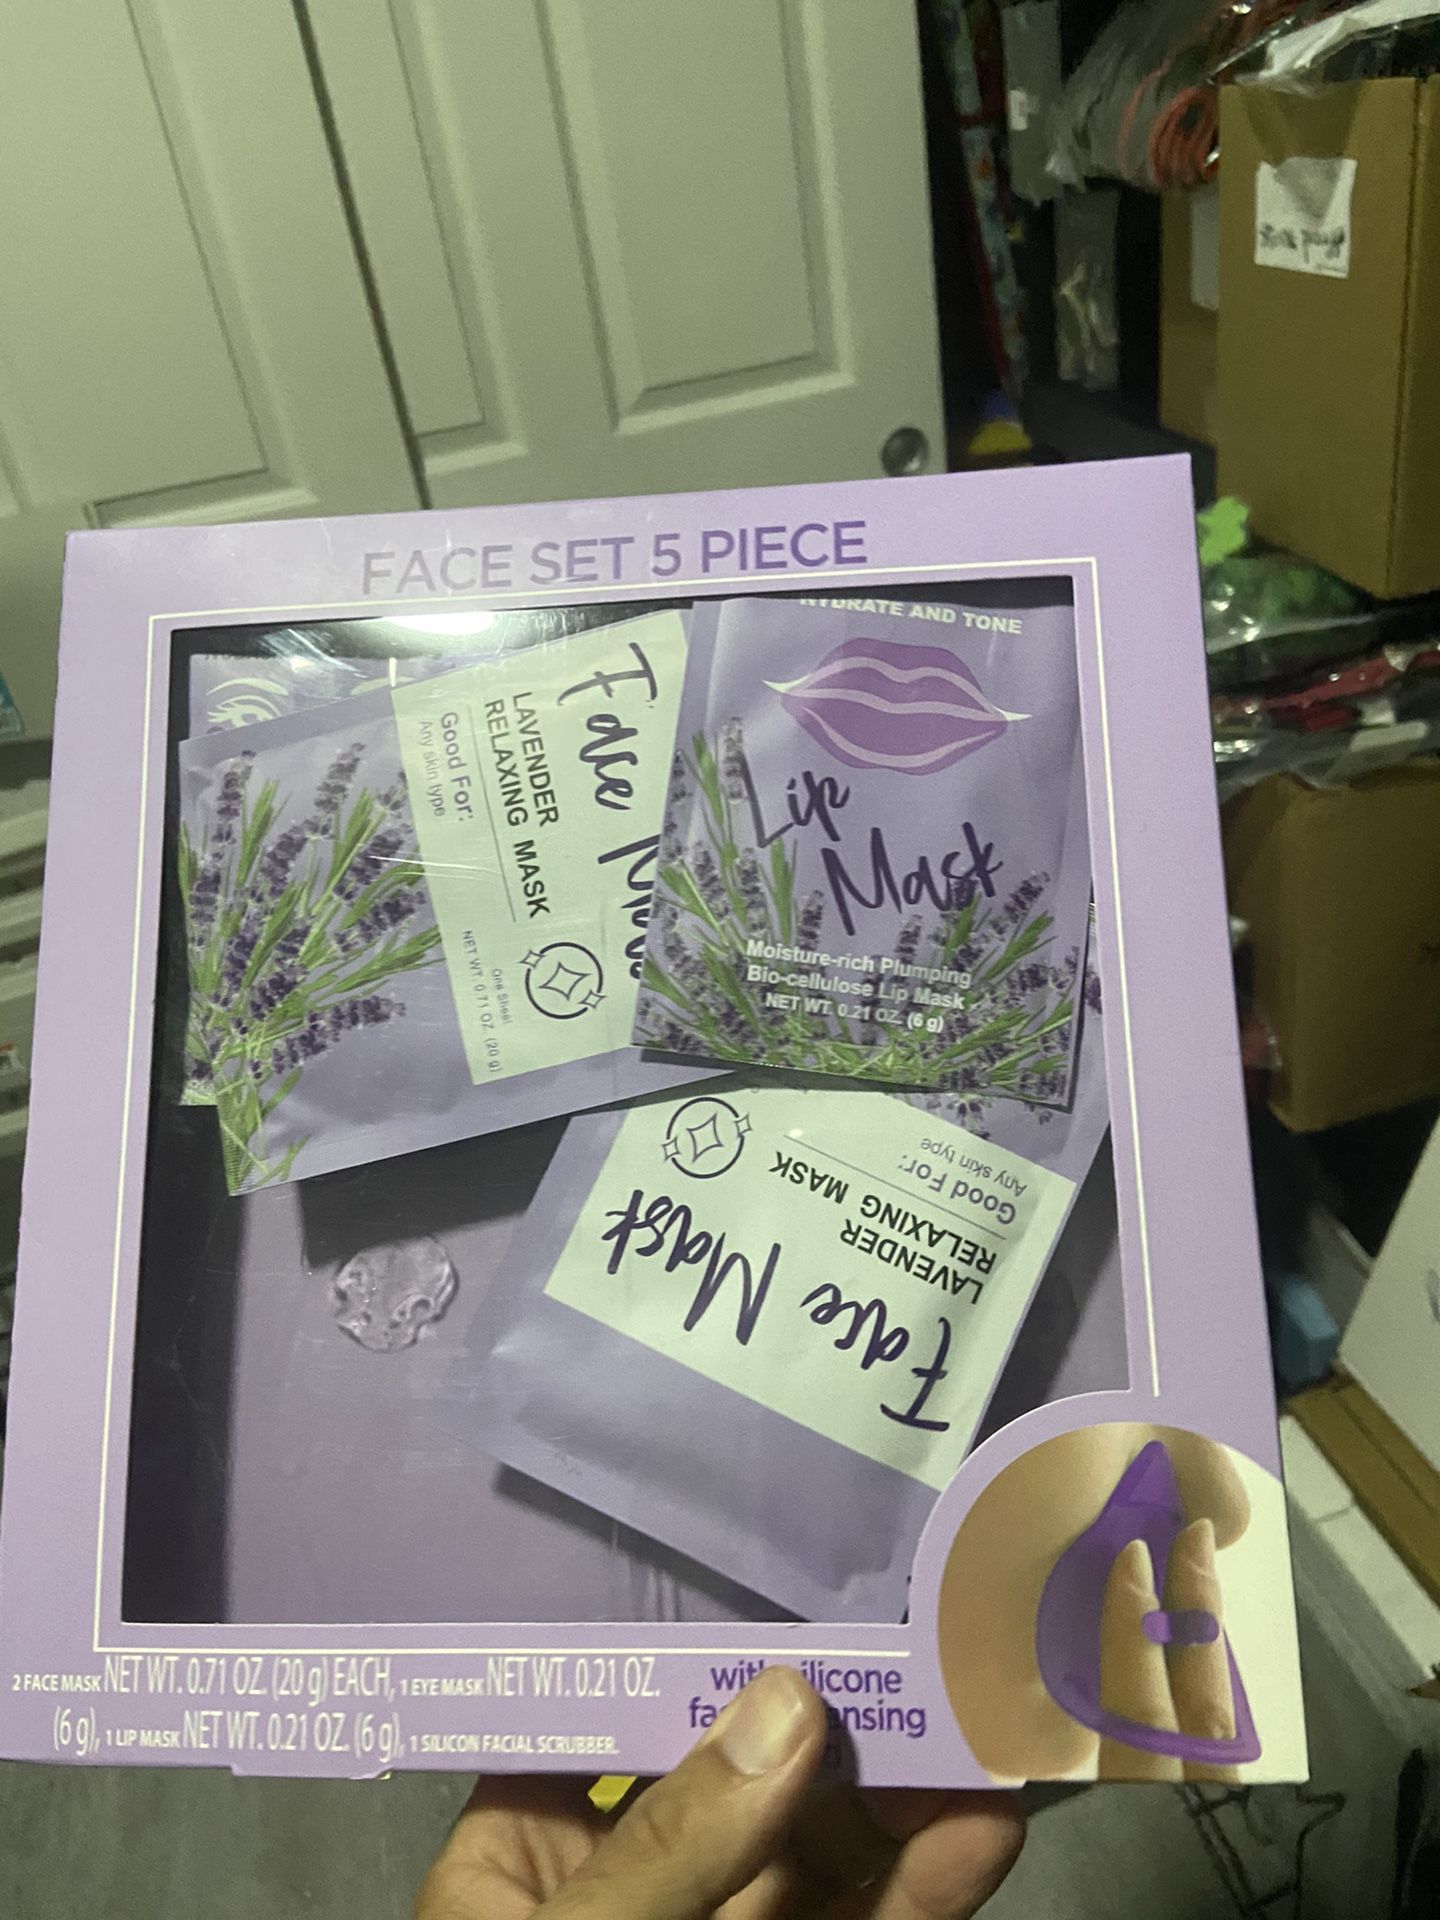 FACE SET 5 PIECE
HYDRATE AND TONE
Lip
Mask
Moisture-rich Plumping
Bio-cellulose Lip Mask
NET WT. 0.21 OZ. (6 g)
Face
LAVENDER
RELAXING MASK
Good For:
Any skin type
One Sheet
NET WT. 0.71 OZ. (20 g)
Face Mask
LAVENDER
RELAXING MASK
Good For:
Any skin type
2 FACE MASK NET WT. 0.71 OZ. (20 g) EACH, 1 EYE MASK NET WT. 0.21 OZ.
(6 g), 1 LIP MASK NET WT. 0.21 OZ. (6 g), 1 SILICON FACIAL SCRUBBER.
with silicone